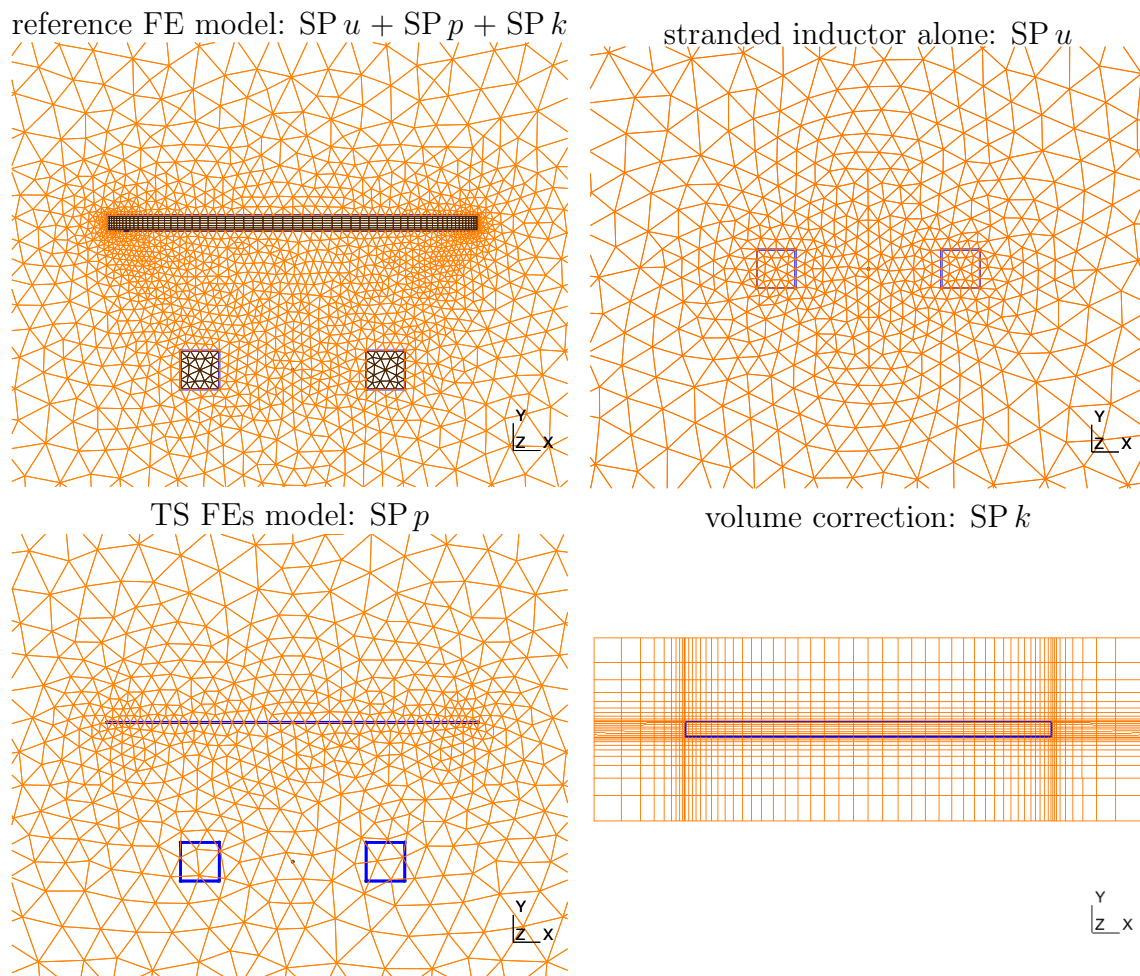 reference FE model: SP u + SP p + SP k
stranded inductor alone: SP u
Y
Z X
Y
Z X
TS FEs model: SP p
volume correction: SP k
Y
Z X
Y
Z X